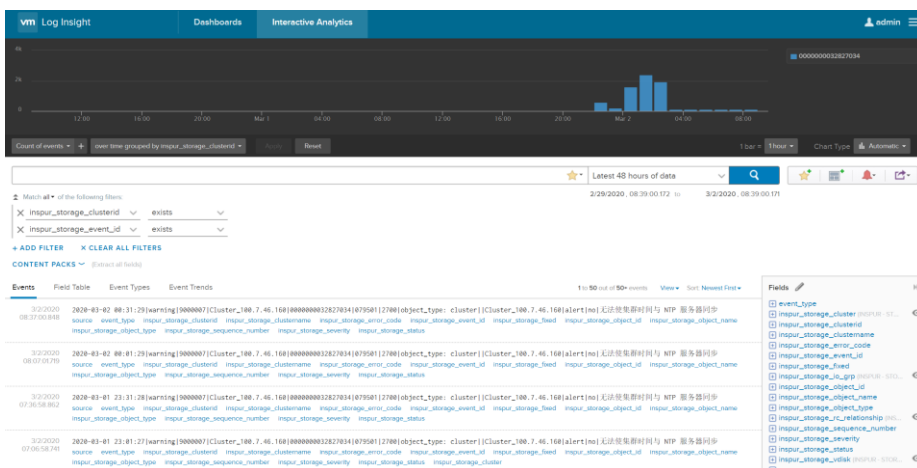 vm Log Insight
Dashboards
Interactive Analytics
admin
4k
2k
0
12:00
16:00
20:00
Mar 1
04:00
08:00
12:00
16:00
20:00
Mar 2
04:00
08:00
0000000032827034
Count of events
+
over time grouped by inspur_storage_clusterid
Apply
Reset
1 bar = 1 hour
Chart Type
Automatic
Latest 48 hours of data
Match all of the following filters:
2/29/2020 , 08:39:00.172 to 3/2/2020 , 08:39:00.171
inspur_storage_clusterid
exists
inspur_storage_event_id
exists
+ ADD FILTER
× CLEAR ALL FILTERS
CONTENT PACKS (Extract all fields)
Events
Field Table
Event Types
Event Trends
1 to 50 out of 50+ events
View
Sort: Newest First
3/2/2020
08:37:00.848
2020-03-02 00:31:29|warning|9000007|Cluster_100.7.46.160|0000000032827034|079501|2700|object_type: cluster||Cluster_100.7.46.160|alert|no|无法使集群时间与 NTP 服务器同步
source event_type inspur_storage_clusterid inspur_storage_clustername inspur_storage_error_code inspur_storage_event_id inspur_storage_fixed inspur_storage_object_id inspur_storage_object_name
inspur_storage_object_type inspur_storage_sequence_number inspur_storage_severity inspur_storage_status
3/2/2020
08:07:01.719
2020-03-02 00:01:29|warning|9000007|Cluster_100.7.46.160|0000000032827034|079501|2700|object_type: cluster||Cluster_100.7.46.160|alert|no|无法使集群时间与 NTP 服务器同步
source event_type inspur_storage_clusterid inspur_storage_clustername inspur_storage_error_code inspur_storage_event_id inspur_storage_fixed inspur_storage_object_id inspur_storage_object_name
inspur_storage_object_type inspur_storage_sequence_number inspur_storage_severity inspur_storage_status
3/2/2020
07:36:58.862
2020-03-01 23:31:28|warning|9000007|Cluster_100.7.46.160|0000000032827034|079501|2700|object_type: cluster||Cluster_100.7.46.160|alert|no|无法使集群时间与 NTP 服务器同步
source event_type inspur_storage_clusterid inspur_storage_clustername inspur_storage_error_code inspur_storage_event_id inspur_storage_fixed inspur_storage_object_id inspur_storage_object_name
inspur_storage_object_type inspur_storage_sequence_number inspur_storage_severity inspur_storage_status
3/2/2020
07:06:58.741
2020-03-01 23:01:27|warning|9000007|Cluster_100.7.46.160|0000000032827034|079501|2700|object_type: cluster||Cluster_100.7.46.160|alert|no|无法使集群时间与 NTP 服务器同步
source event_type inspur_storage_clusterid inspur_storage_clustername inspur_storage_error_code inspur_storage_event_id inspur_storage_fixed inspur_storage_object_id inspur_storage_object_name
inspur_storage_object_type inspur_storage_sequence_number inspur_storage_severity inspur_storage_status inspur_storage_cluster
Fields
event_type
inspur_storage_cluster (INSPUR - ST...
inspur_storage_clusterid
inspur_storage_clustername
inspur_storage_error_code
inspur_storage_event_id
inspur_storage_fixed
inspur_storage_io_grp (INSPUR - STO...
inspur_storage_object_id
inspur_storage_object_name
inspur_storage_object_type
inspur_storage_rc_relationship (INS...
inspur_storage_sequence_number
inspur_storage_severity
inspur_storage_status
inspur_storage_vdisk (INSPUR - STOR...